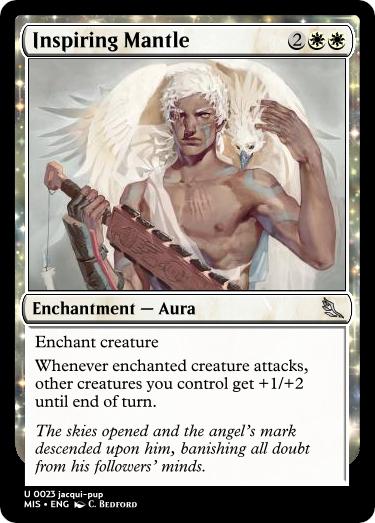 Inspiring Mantle 2
Enchantment — Aura
Enchant creature
Whenever enchanted creature attacks,
other creatures you control get +1/+2
until end of turn.
The skies opened and the angel's mark
descended upon him, banishing all doubt
from his followers' minds.
U 0023 jacqui-pup
MIS • ENG C. Bedford